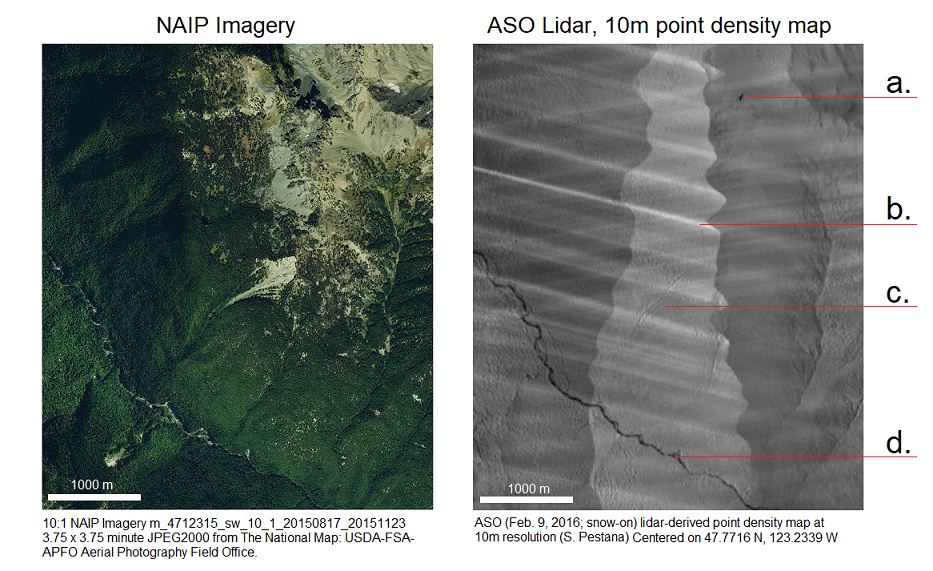 NAIP Imagery
ASO Lidar, 10m point density map
a.
b.
c.
d.
1000 m
1000 m
10:1 NAIP Imagery m_4712315_sw_10_1_20150817_20151123
3.75 x 3.75 minute JPEG2000 from The National Map: USDA-FSA-
APFO Aerial Photography Field Office.
ASO (Feb. 9, 2016; snow-on) lidar-derived point density map at
10m resolution (S. Pestana) Centered on 47.7716 N, 123.2339 W